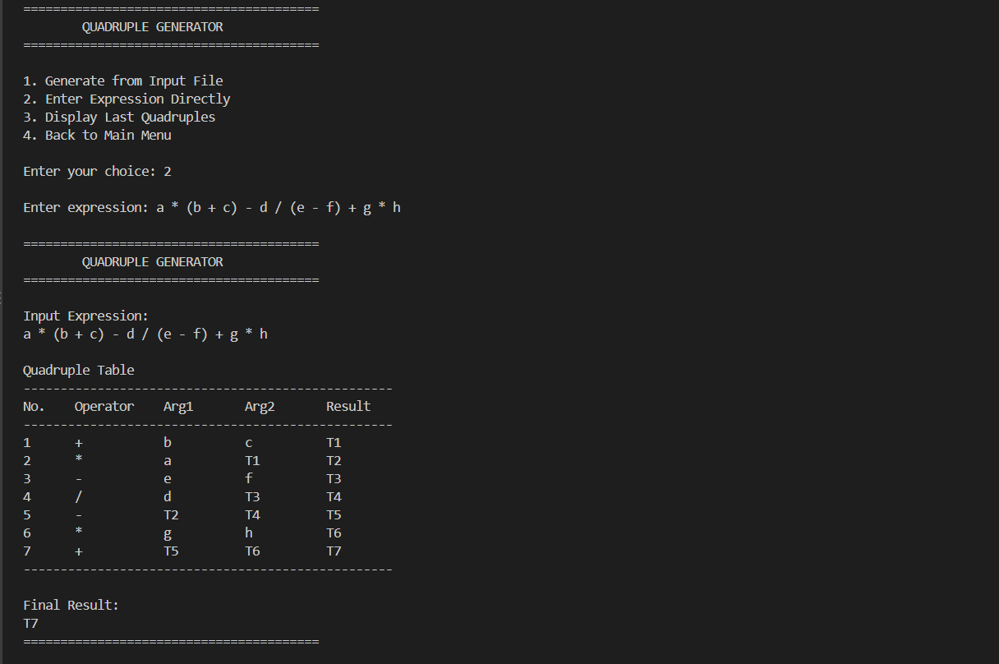 ========================================
        QUADRUPLE GENERATOR
========================================
1. Generate from Input File
2. Enter Expression Directly
3. Display Last Quadruples
4. Back to Main Menu
Enter your choice: 2
Enter expression: a * (b + c) - d / (e - f) + g * h
========================================
        QUADRUPLE GENERATOR
========================================
Input Expression:
a * (b + c) - d / (e - f) + g * h
Quadruple Table
--------------------------------------------------
No.    Operator    Arg1       Arg2       Result
--------------------------------------------------
1      +           b          c          T1
2      *           a          T1         T2
3      -           e          f          T3
4      /           d          T3         T4
5      -           T2         T4         T5
6      *           g          h          T6
7      +           T5         T6         T7
--------------------------------------------------
Final Result:
T7
========================================